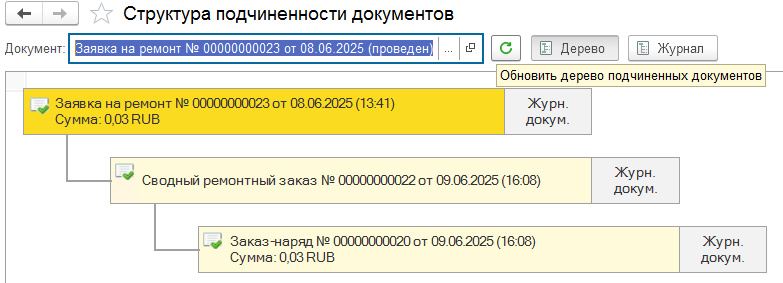 Структура подчиненности документов
Документ: Заявка на ремонт № 00000000023 от 08.06.2025 (проведен) ... Дерево Журнал
Обновить дерево подчиненных документов
Заявка на ремонт № 00000000023 от 08.06.2025 (13:41)
Сумма: 0,03 RUB
Журн.
докум.
Сводный ремонтный заказ № 00000000022 от 09.06.2025 (16:08)
Журн.
докум.
Заказ-наряд № 00000000020 от 09.06.2025 (16:08)
Сумма: 0,03 RUB
Журн.
докум.